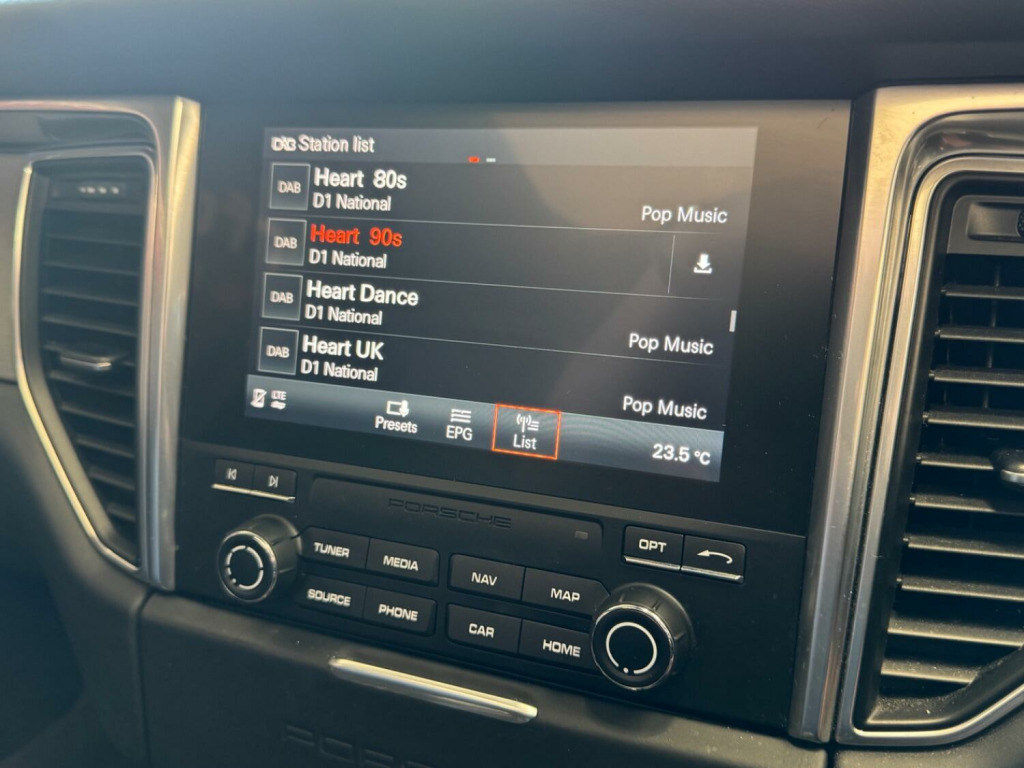 DAB Station list
DAB
Heart 80s
D1 National
Pop Music
DAB
Heart 90s
D1 National
DAB
Heart Dance
D1 National
Pop Music
DAB
Heart UK
D1 National
Pop Music
LTE
Presets
EPG
List
23.5 °C
PORSCHE
TUNER
MEDIA
SOURCE
PHONE
NAV
MAP
CAR
HOME
OPT
PORSCHE